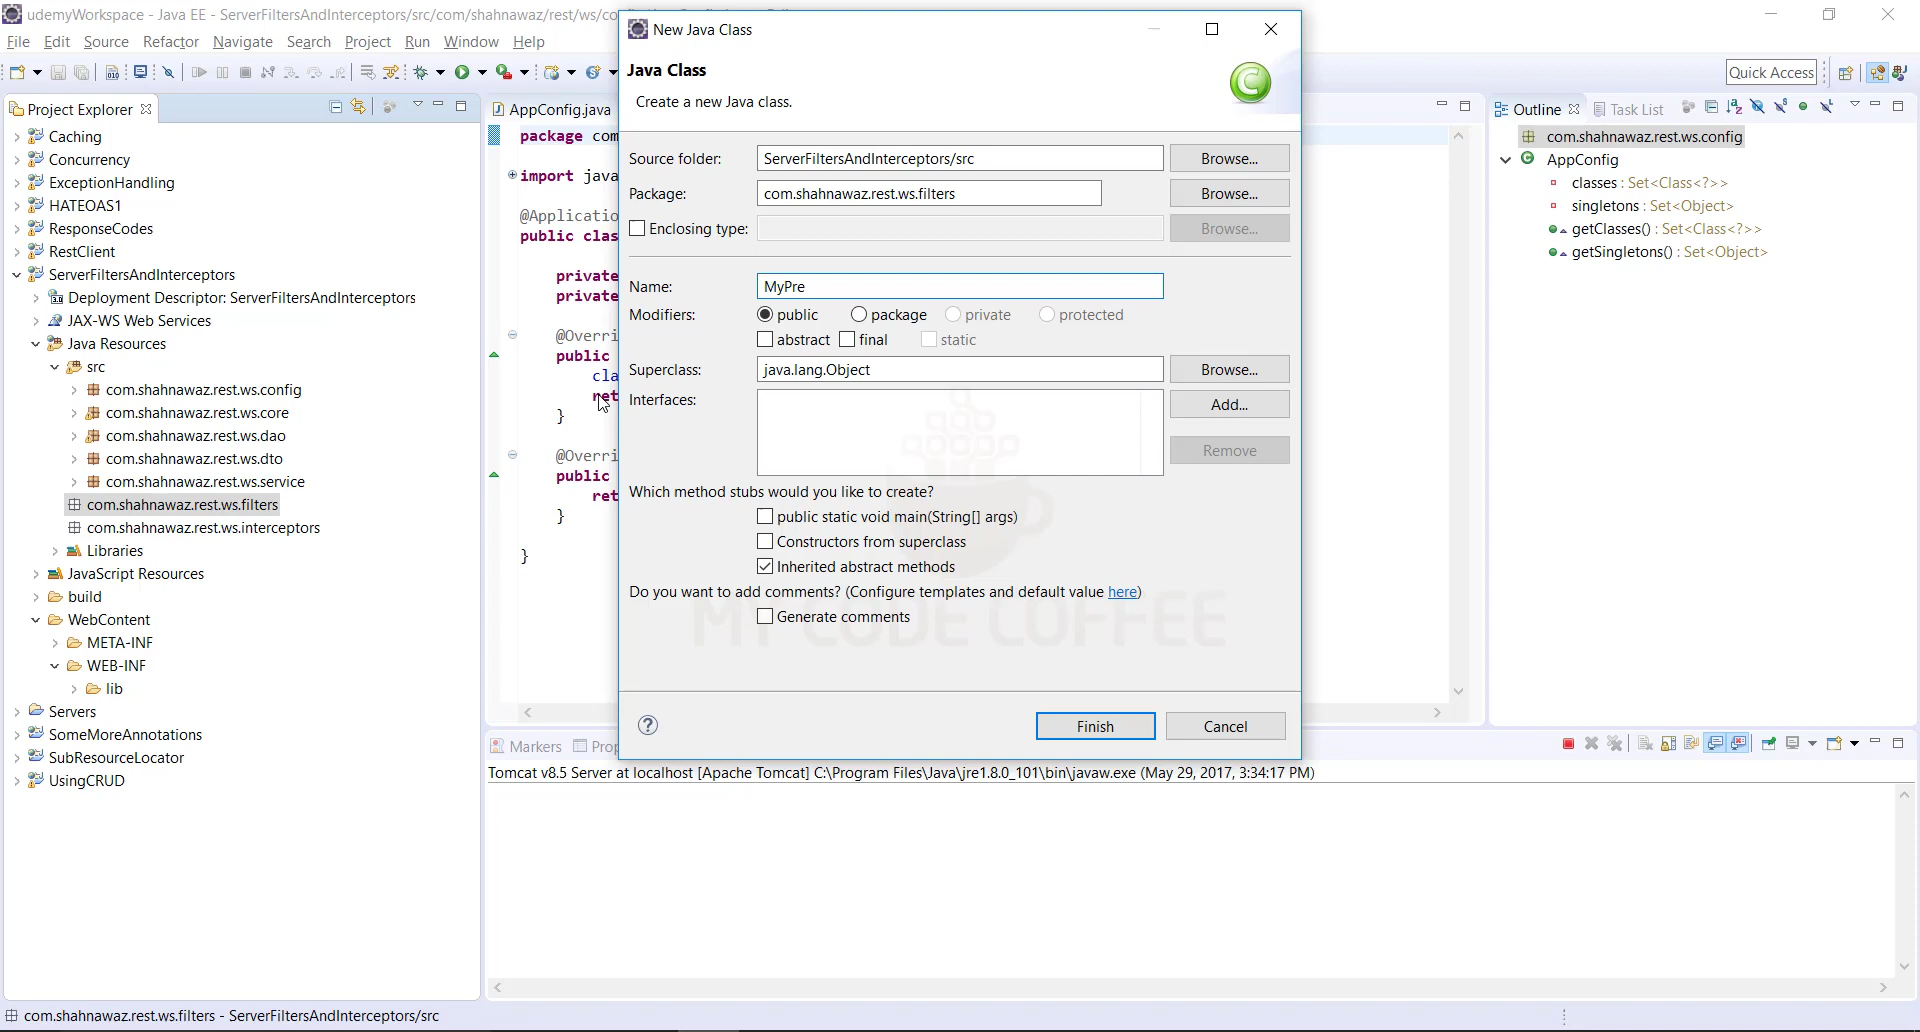 udemyWorkspace - Java EE - ServerFiltersAndInterceptors/src/com/shahnawaz/rest/ws/co
File Edit Source Refactor Navigate Search Project Run Window Help
Quick Access
Project Explorer
Caching
Concurrency
ExceptionHandling
HATEOAS1
ResponseCodes
RestClient
ServerFiltersAndInterceptors
Deployment Descriptor: ServerFiltersAndInterceptors
JAX-WS Web Services
Java Resources
src
com.shahnawaz.rest.ws.config
com.shahnawaz.rest.ws.core
com.shahnawaz.rest.ws.dao
com.shahnawaz.rest.ws.dto
com.shahnawaz.rest.ws.service
com.shahnawaz.rest.ws.filters
com.shahnawaz.rest.ws.interceptors
Libraries
JavaScript Resources
build
WebContent
META-INF
WEB-INF
lib
Servers
SomeMoreAnnotations
SubResourceLocator
UsingCRUD
AppConfig.java
package com
import java
@Applicatio
public clas
private
private
@Overri
public
cla
ret
}
@Overri
public
ret
}
}
New Java Class
Java Class
Create a new Java class.
Source folder: ServerFiltersAndInterceptors/src Browse...
Package: com.shahnawaz.rest.ws.filters Browse...
Enclosing type: Browse...
Name: MyPre
Modifiers: public package private protected
abstract final static
Superclass: java.lang.Object Browse...
Interfaces: Add...
Remove
Which method stubs would you like to create?
public static void main(String[] args)
Constructors from superclass
Inherited abstract methods
Do you want to add comments? (Configure templates and default value here)
Generate comments
MY CODE COFFEE
Finish Cancel
Outline Task List
com.shahnawaz.rest.ws.config
AppConfig
classes : Set<Class<?>>
singletons : Set<Object>
getClasses() : Set<Class<?>>
getSingletons() : Set<Object>
Markers Prop
Tomcat v8.5 Server at localhost [Apache Tomcat] C:\Program Files\Java\jre1.8.0_101\bin\javaw.exe (May 29, 2017, 3:34:17 PM)
com.shahnawaz.rest.ws.filters - ServerFiltersAndInterceptors/src